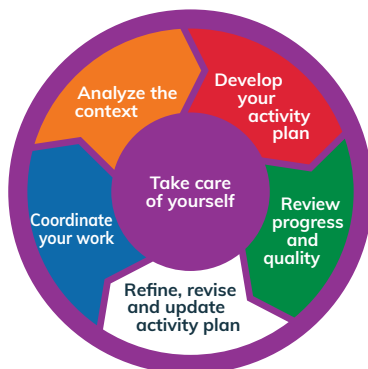 Analyze the
context
Develop
your
activity
plan
Review
progress
and
quality
Refine, revise
and update
activity plan
Coordinate
your work
Take care
of yourself